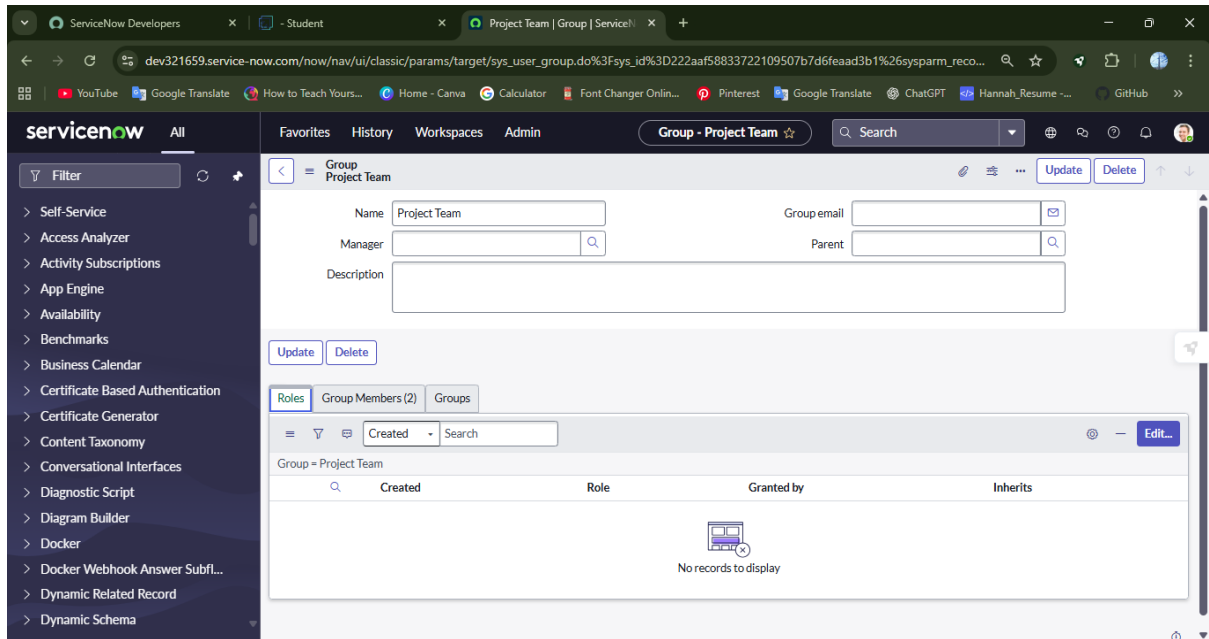 ServiceNow Developers
- Student
Project Team | Group | ServiceN
dev321659.service-now.com/now/nav/ui/classic/params/target/sys_user_group.do%3Fsys_id%3D222aaf58833722109507b7d6feaad3b1%26sysparm_reco...
YouTube Google Translate How to Teach Yours... Home - Canva Calculator Font Changer Onlin... Pinterest Google Translate ChatGPT Hannah_Resume -... GitHub
servicenow All Favorites History Workspaces Admin Group - Project Team Search
Filter
Self-Service
Access Analyzer
Activity Subscriptions
App Engine
Availability
Benchmarks
Business Calendar
Certificate Based Authentication
Certificate Generator
Content Taxonomy
Conversational Interfaces
Diagnostic Script
Diagram Builder
Docker
Docker Webhook Answer Subfl...
Dynamic Related Record
Dynamic Schema
Group
Project Team
Update Delete
Name Project Team Group email
Manager Parent
Description
Update Delete
Roles Group Members (2) Groups
Created Search Edit...
Group = Project Team
Created Role Granted by Inherits
No records to display